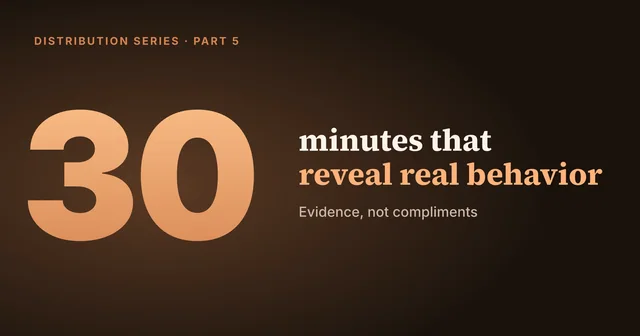 DISTRIBUTION SERIES · PART 5
30
minutes that
reveal real behavior
Evidence, not compliments